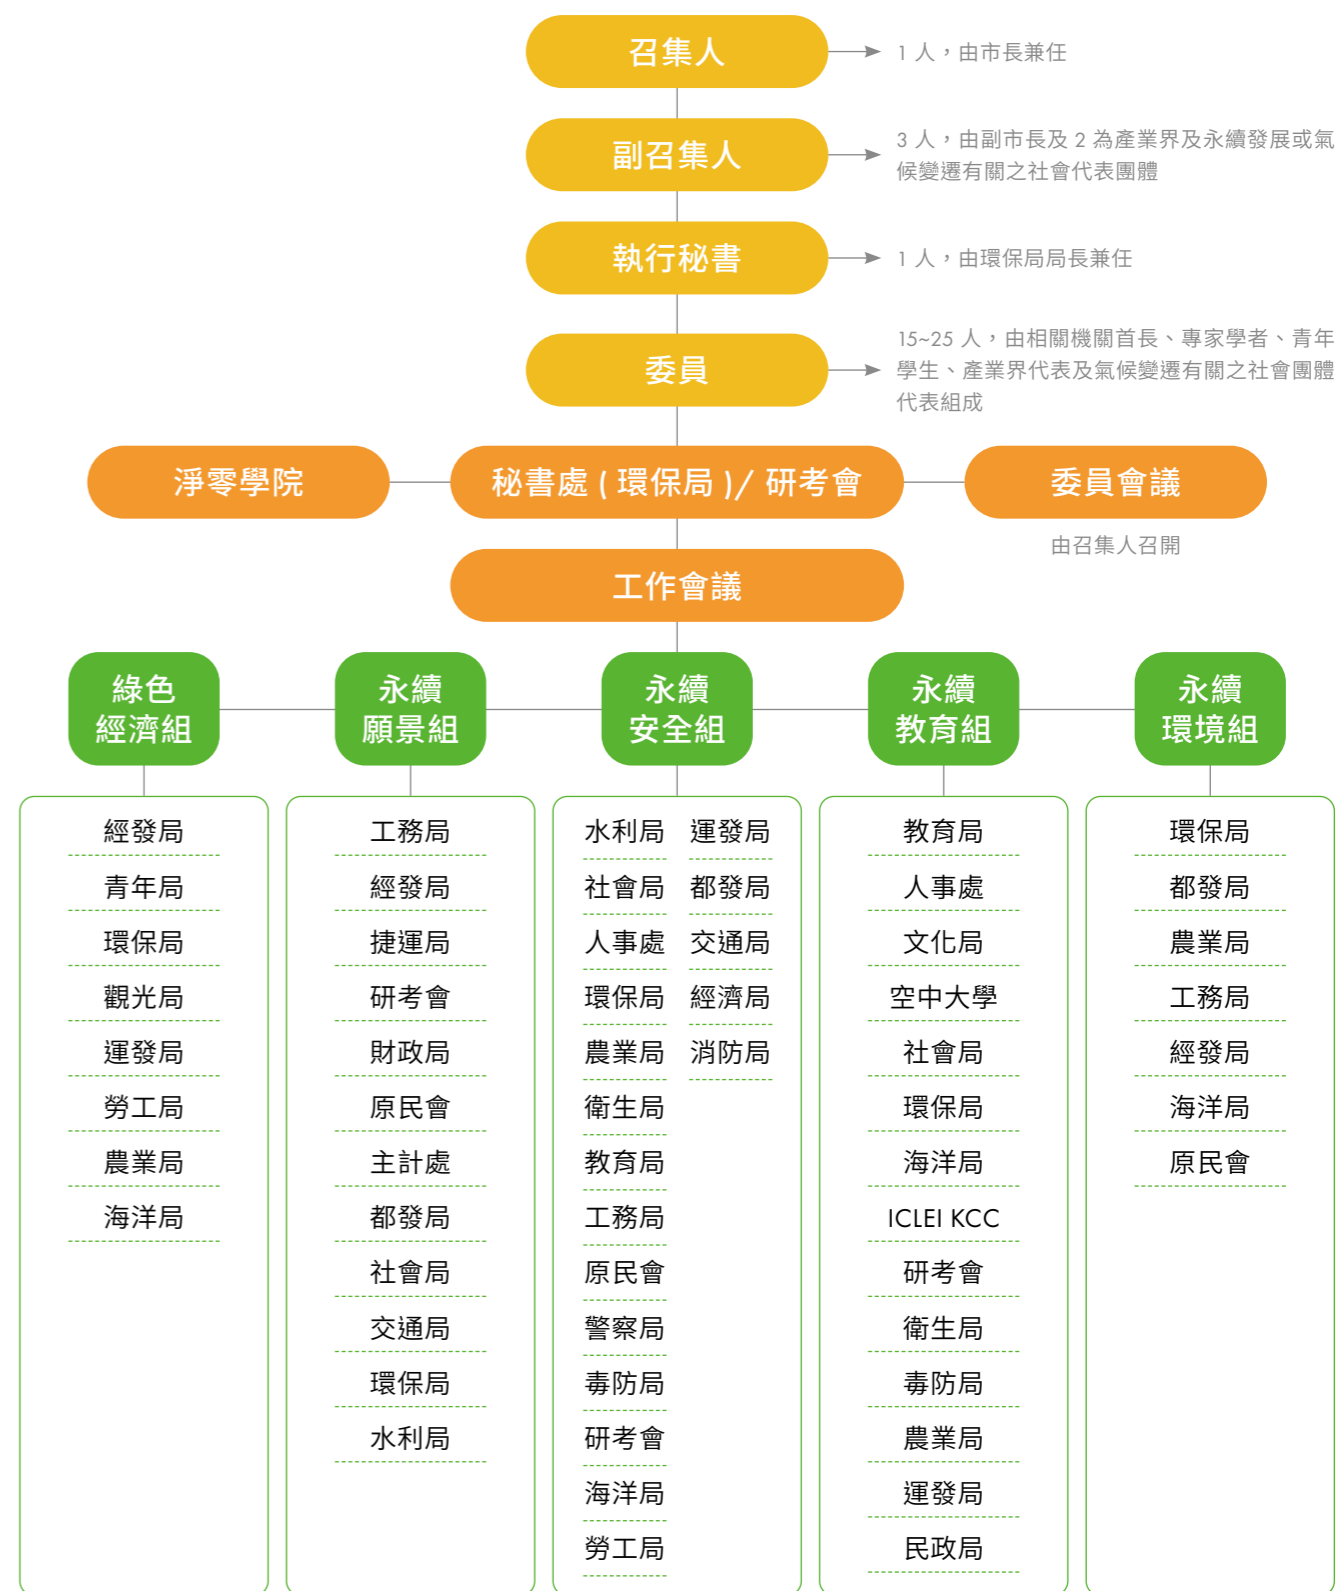 召集人
1 人，由市長兼任
副召集人
3 人，由副市長及 2 為產業界及永續發展或氣
候變遷有關之社會代表團體
執行秘書
1 人，由環保局局長兼任
委員
15~25 人，由相關機關首長、專家學者、青年
學生、產業界代表及氣候變遷有關之社會團體
代表組成
淨零學院
秘書處 ( 環保局 )/ 研考會
委員會議
由召集人召開
工作會議
綠色
經濟組
經發局
青年局
環保局
觀光局
運發局
勞工局
農業局
海洋局
永續
願景組
工務局
經發局
捷運局
研考會
財政局
原民會
主計處
都發局
社會局
交通局
環保局
水利局
永續
安全組
水利局
社會局
人事處
環保局
農業局
衛生局
教育局
工務局
原民會
警察局
毒防局
研考會
海洋局
勞工局
運發局
都發局
交通局
經濟局
消防局
永續
教育組
教育局
人事處
文化局
空中大學
社會局
環保局
海洋局
ICLEI KCC
研考會
衛生局
毒防局
農業局
運發局
民政局
永續
環境組
環保局
都發局
農業局
工務局
經發局
海洋局
原民會